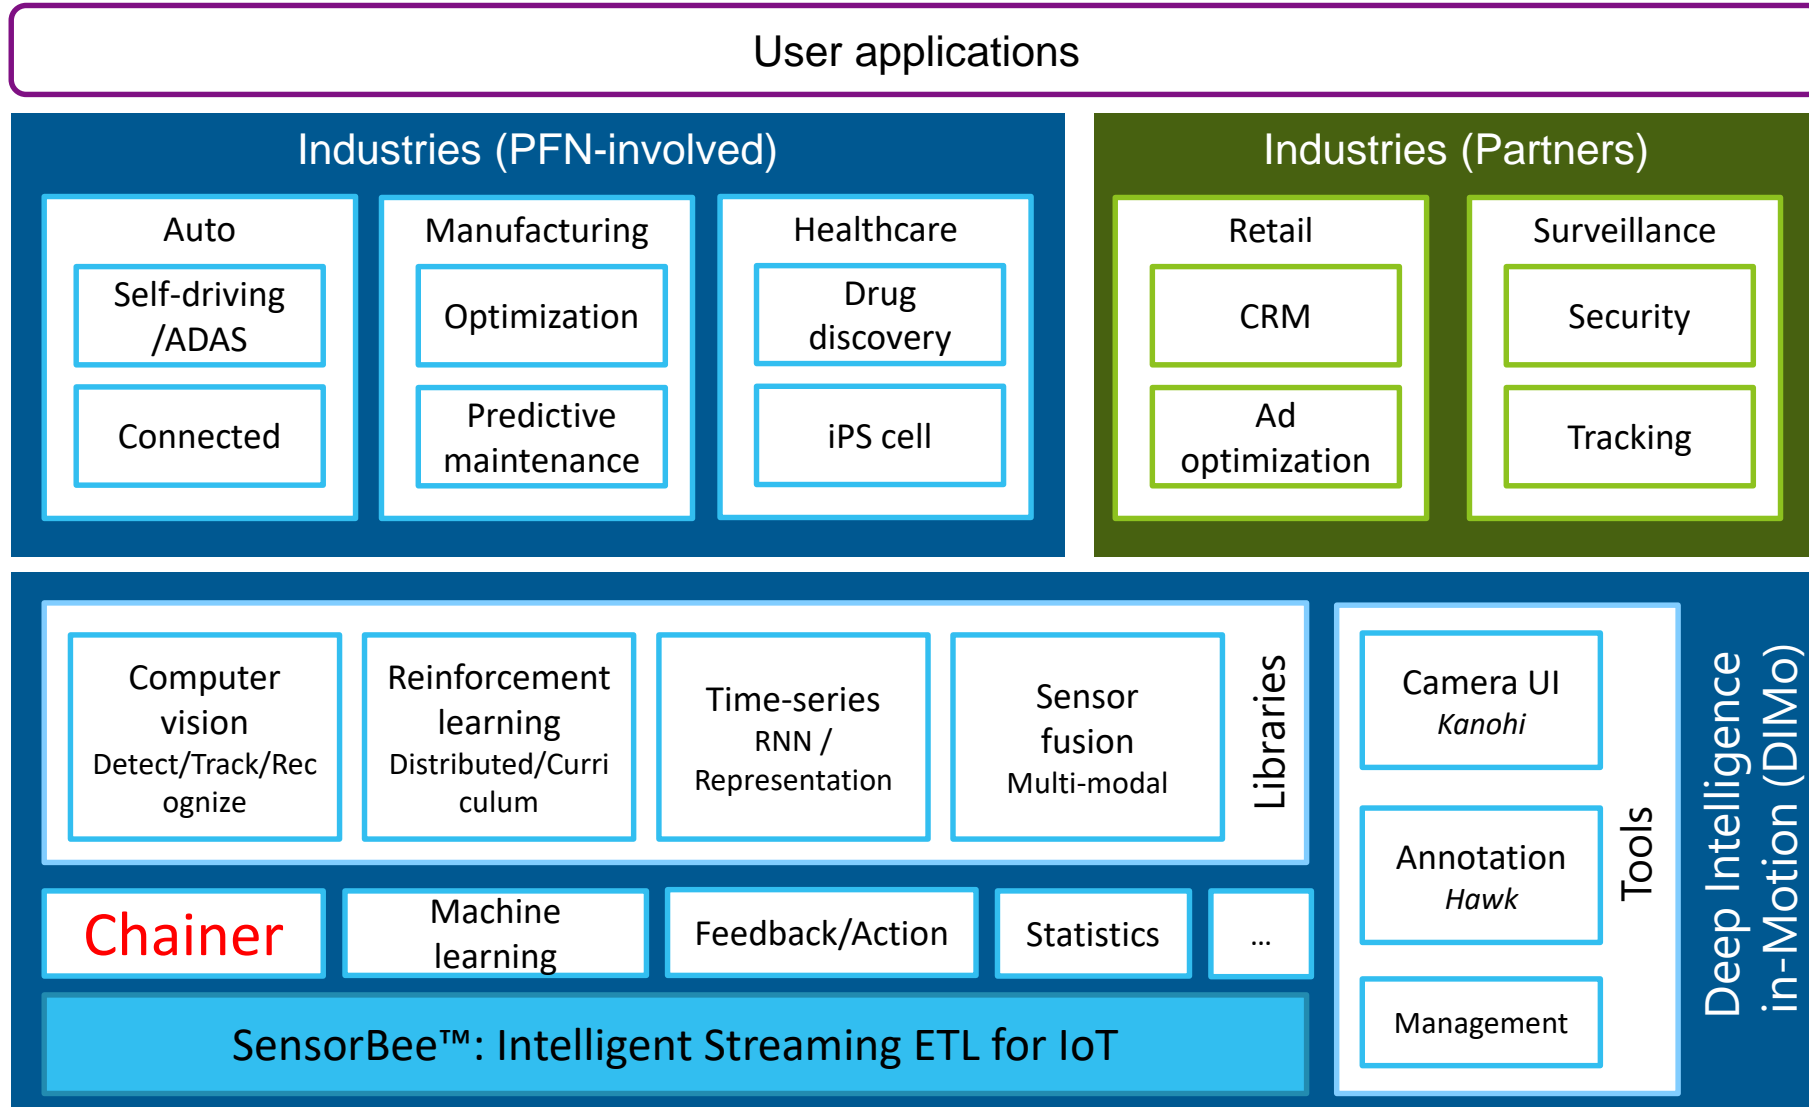 User applications
Industries (PFN-involved)
Auto
Self-driving
/ADAS
Connected
Manufacturing
Optimization
Predictive
maintenance
Healthcare
Drug
discovery
iPS cell
Industries (Partners)
Retail
CRM
Ad
optimization
Surveillance
Security
Tracking
Computer
vision
Detect/Track/Rec
ognize
Reinforcement
learning
Distributed/Curri
culum
Time-series
RNN /
Representation
Sensor
fusion
Multi-modal
Libraries
Chainer
Machine
learning
Feedback/Action
Statistics
...
SensorBee™: Intelligent Streaming ETL for IoT
Camera UI
Kanohi
Annotation
Hawk
Management
Tools
Deep Intelligence
in-Motion (DIMo)